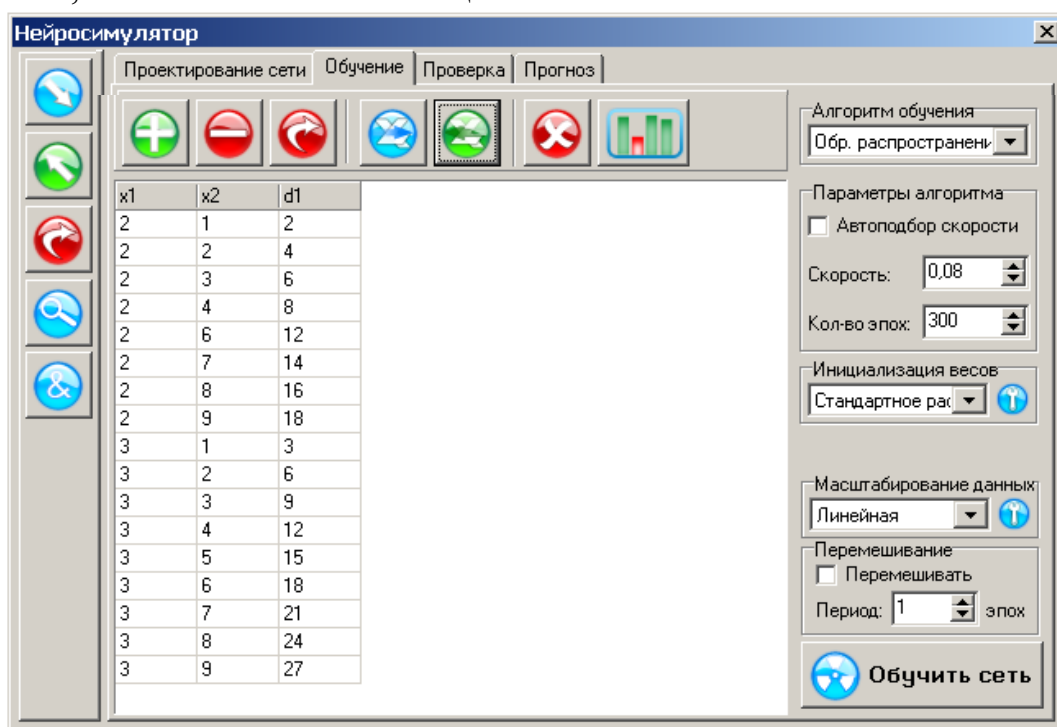 Нейросимулятор
Проектирование сети Обучение Проверка Прогноз
x1 x2 d1
2 1 2
2 2 4
2 3 6
2 4 8
2 6 12
2 7 14
2 8 16
2 9 18
3 1 3
3 2 6
3 3 9
3 4 12
3 5 15
3 6 18
3 7 21
3 8 24
3 9 27
&
Алгоритм обучения
Обр. распространени
Параметры алгоритма
Автоподбор скорости
Скорость: 0,08
Кол-во эпох: 300
Инициализация весов
Стандартное рас
Масштабирование данных
Линейная
Перемешивание
Перемешивать
Период: 1 эпох
Обучить сеть